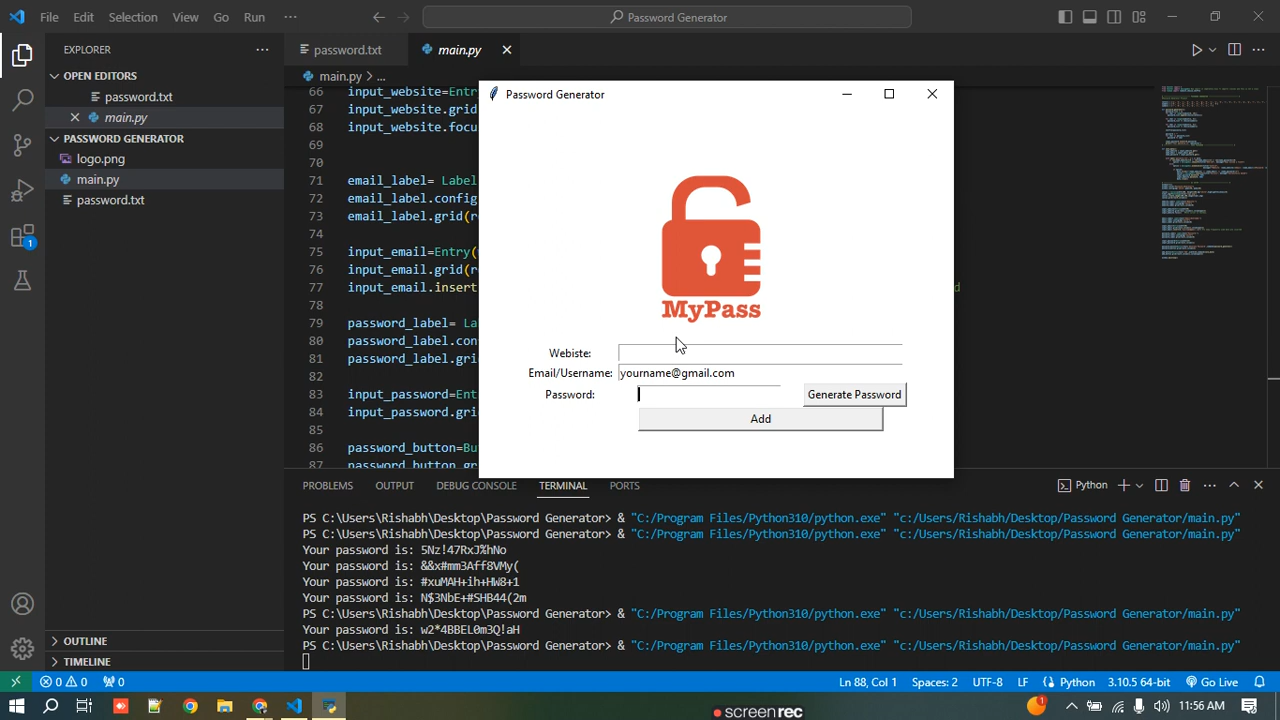 File Edit Selection View Go Run ··· Password Generator
EXPLORER ···
OPEN EDITORS
password.txt
main.py
PASSWORD GENERATOR
logo.png
main.py
password.txt
OUTLINE
TIMELINE
password.txt main.py
main.py > ...
66 input_website=Entr
67 input_website.grid
68 input_website.focu
69
70
71 email_label= Label
72 email_label.config
73 email_label.grid(r
74
75 input_email=Entry(
76 input_email.grid(r
77 input_email.insert d
78
79 password_label= La
80 password_label.con
81 password_label.gri
82
83 input_password=Ent
84 input_password.gri
85
86 password_button=Bu
87 password_button.gr
Password Generator
MyPass
Webiste:
Email/Username: yourname@gmail.com
Password: Generate Password
Add
PROBLEMS OUTPUT DEBUG CONSOLE TERMINAL PORTS Python
PS C:\Users\Rishabh\Desktop\Password Generator> & "C:/Program Files/Python310/python.exe" "c:/Users/Rishabh/Desktop/Password Generator/main.py"
PS C:\Users\Rishabh\Desktop\Password Generator> & "C:/Program Files/Python310/python.exe" "c:/Users/Rishabh/Desktop/Password Generator/main.py"
Your password is: 5Nz!47RxJ%hNo
Your password is: &&x#mm3Aff8VMy(
Your password is: #xuMAH+ih+HW8+1
Your password is: N$3NbE+#SHB44(2m
PS C:\Users\Rishabh\Desktop\Password Generator> & "C:/Program Files/Python310/python.exe" "c:/Users/Rishabh/Desktop/Password Generator/main.py"
Your password is: w2*4BBEL0m3Q!aH
PS C:\Users\Rishabh\Desktop\Password Generator> & "C:/Program Files/Python310/python.exe" "c:/Users/Rishabh/Desktop/Password Generator/main.py"
0 0 0 Ln 88, Col 1 Spaces: 2 UTF-8 LF Python 3.10.5 64-bit Go Live
screen rec
1 11:56 AM